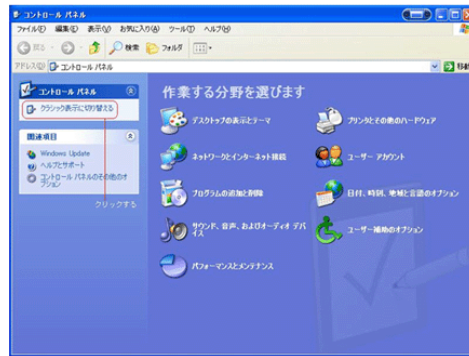 コントロール パネル
ファイル(F) 編集(E) 表示(V) お気に入り(A) ツール(T) ヘルプ(H)
戻る 検索 フォルダ
アドレス(D) コントロール パネル 移動
コントロール パネル
クラシック表示に切り替える
関連項目
Windows Update
ヘルプとサポート
コントロール パネルのその他のオプション
クリックする
作業する分野を選びます
デスクトップの表示とテーマ
プリンタとその他のハードウェア
ネットワークとインターネット接続
ユーザー アカウント
プログラムの追加と削除
日付、時刻、地域と言語のオプション
サウンド、音声、およびオーディオ デバイス
ユーザー補助のオプション
パフォーマンスとメンテナンス